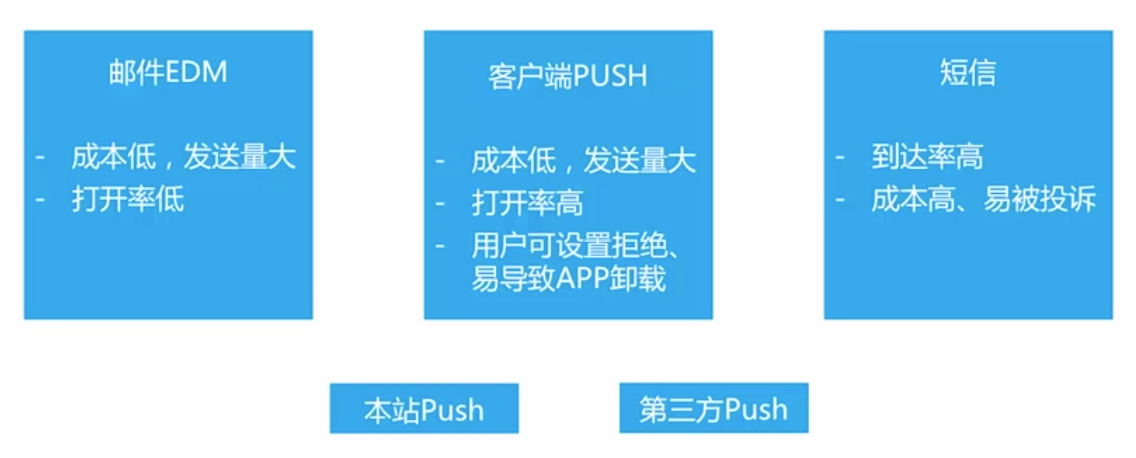 邮件EDM
- 成本低，发送量大
- 打开率低
客户端PUSH
- 成本低，发送量大
- 打开率高
- 用户可设置拒绝、
易导致APP卸载
短信
- 到达率高
- 成本高、易被投诉
本站Push
第三方Push